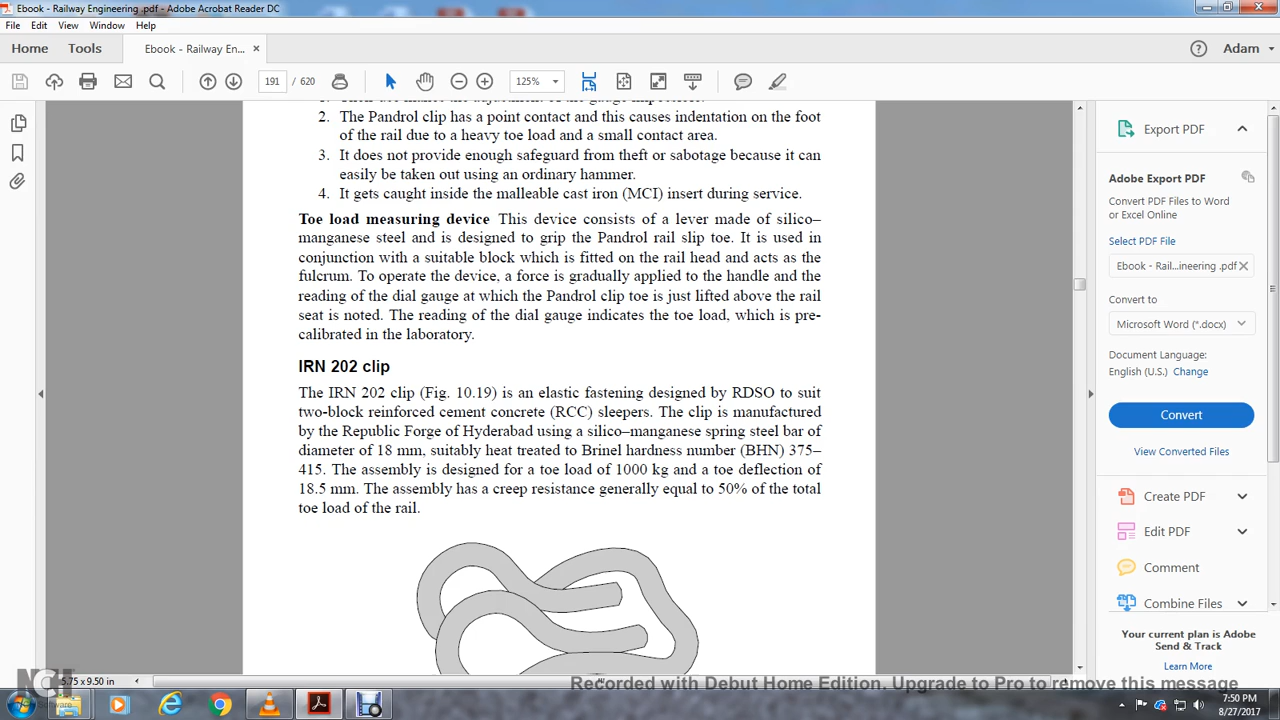 Ebook - Railway Engineering .pdf - Adobe Acrobat Reader DC
File Edit View Window Help
Home Tools Ebook - Railway En... × Adam
191 / 620 125%
2. The Pandrol clip has a point contact and this causes indentation on the foot
of the rail due to a heavy toe load and a small contact area.
3. It does not provide enough safeguard from theft or sabotage because it can
easily be taken out using an ordinary hammer.
4. It gets caught inside the malleable cast iron (MCI) insert during service.
Toe load measuring device This device consists of a lever made of silico–
manganese steel and is designed to grip the Pandrol rail slip toe. It is used in
conjunction with a suitable block which is fitted on the rail head and acts as the
fulcrum. To operate the device, a force is gradually applied to the handle and the
reading of the dial gauge at which the Pandrol clip toe is just lifted above the rail
seat is noted. The reading of the dial gauge indicates the toe load, which is pre-
calibrated in the laboratory.
IRN 202 clip
The IRN 202 clip (Fig. 10.19) is an elastic fastening designed by RDSO to suit
two-block reinforced cement concrete (RCC) sleepers. The clip is manufactured
by the Republic Forge of Hyderabad using a silico–manganese spring steel bar of
diameter of 18 mm, suitably heat treated to Brinel hardness number (BHN) 375–
415. The assembly is designed for a toe load of 1000 kg and a toe deflection of
18.5 mm. The assembly has a creep resistance generally equal to 50% of the total
toe load of the rail.
Export PDF
Adobe Export PDF
Convert PDF Files to Word
or Excel Online
Select PDF File
Ebook - Rail...ineering .pdf
Convert to
Microsoft Word (*.docx)
Document Language:
English (U.S.) Change
Convert
View Converted Files
Create PDF
Edit PDF
Comment
Combine Files
Your current plan is Adobe
Send & Track
Learn More
5.75 x 9.50 in
NCH
Software
Recorded with Debut Home Edition. Upgrade to Pro to remove this message
7:50 PM
8/27/2017